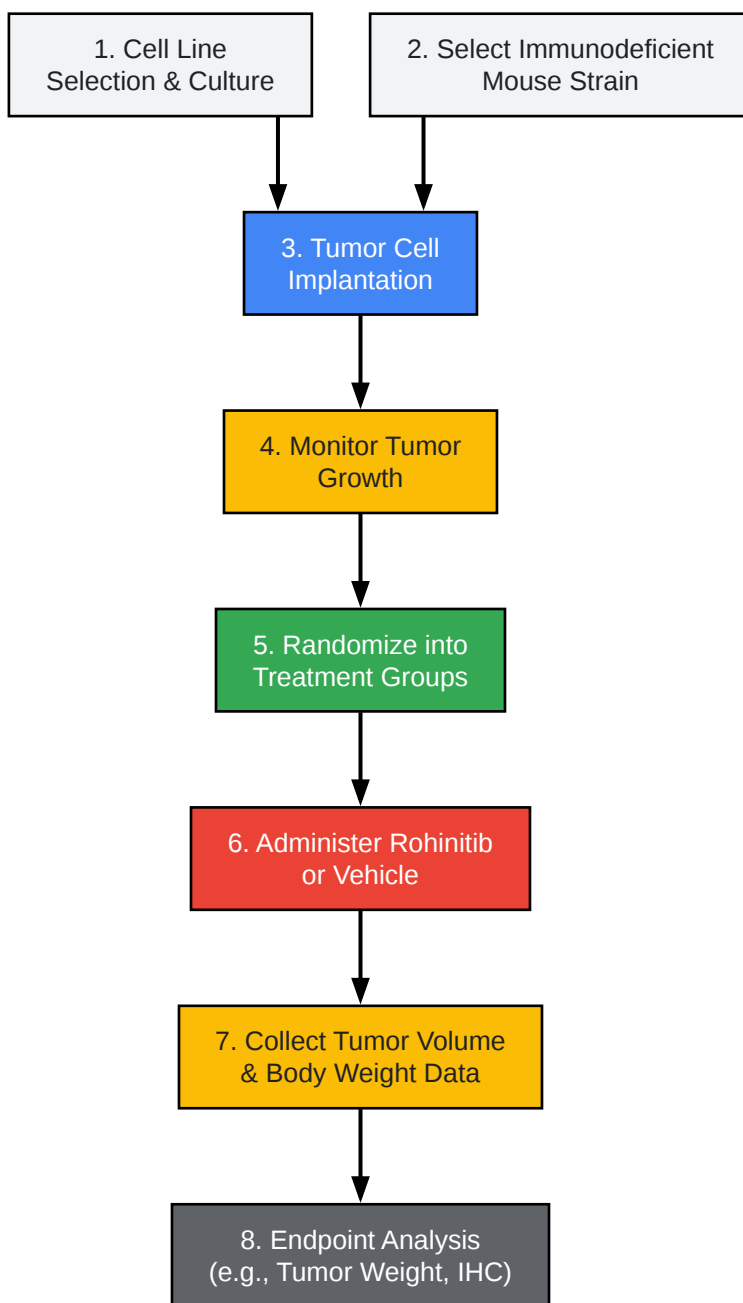 1. Cell Line
Selection & Culture
2. Select Immunodeficient
Mouse Strain
3. Tumor Cell
Implantation
4. Monitor Tumor
Growth
5. Randomize into
Treatment Groups
6. Administer Rohinitib
or Vehicle
7. Collect Tumor Volume
& Body Weight Data
8. Endpoint Analysis
(e.g., Tumor Weight, IHC)